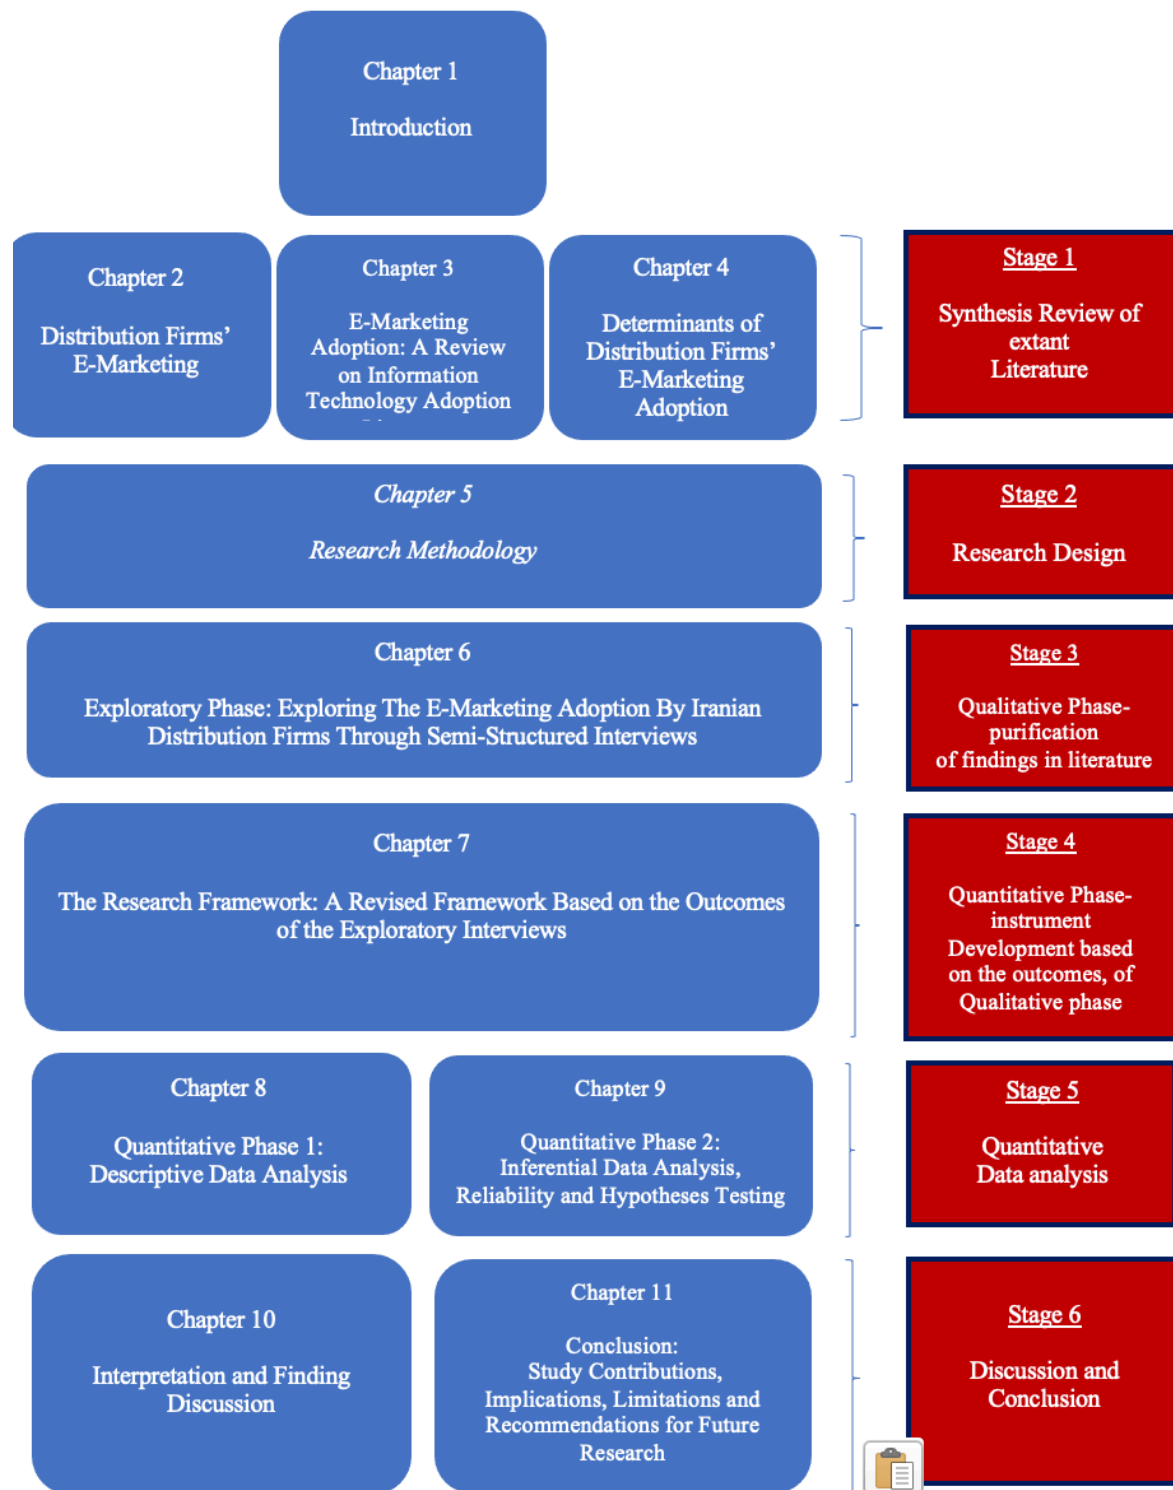 Chapter 1
Introduction
Chapter 2
Distribution Firms’
E-Marketing
Chapter 3
E-Marketing
Adoption: A Review
on Information
Technology Adoption
Chapter 4
Determinants of
Distribution Firms’
E-Marketing
Adoption
Stage 1
Synthesis Review of
extant
Literature
Chapter 5
Research Methodology
Stage 2
Research Design
Chapter 6
Exploratory Phase: Exploring The E-Marketing Adoption By Iranian
Distribution Firms Through Semi-Structured Interviews
Stage 3
Qualitative Phase-
purification
of findings in literature
Chapter 7
The Research Framework: A Revised Framework Based on the Outcomes
of the Exploratory Interviews
Stage 4
Quantitative Phase-
instrument
Development based
on the outcomes, of
Qualitative phase
Chapter 8
Quantitative Phase 1:
Descriptive Data Analysis
Chapter 9
Quantitative Phase 2:
Inferential Data Analysis,
Reliability and Hypotheses Testing
Stage 5
Quantitative
Data analysis
Chapter 10
Interpretation and Finding
Discussion
Chapter 11
Conclusion:
Study Contributions,
Implications, Limitations and
Recommendations for Future
Research
Stage 6
Discussion and
Conclusion